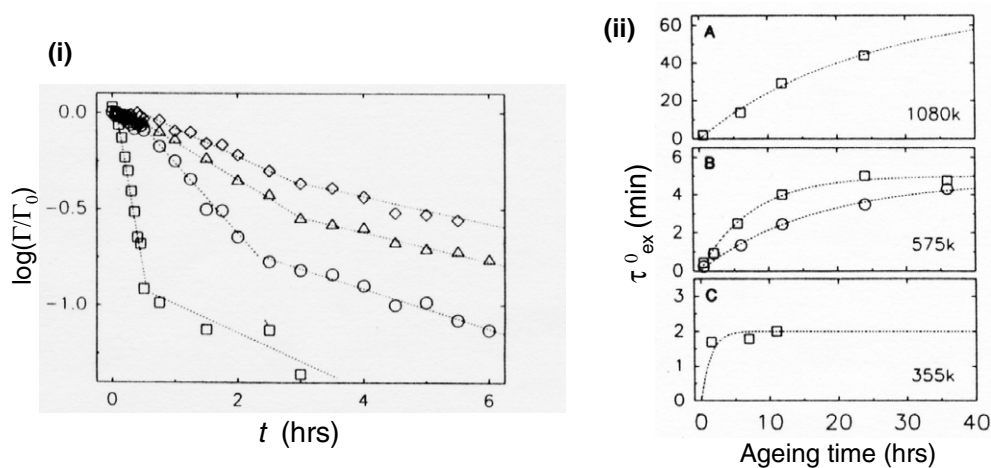 (i)
log(Γ/Γ₀)
0.0
−0.5
−1.0
0 2 4 6
t (hrs)
(ii)
τ⁰ₑₓ (min)
A
60
40
20
0
1080k
B
6
4
2
0
575k
C
3
2
1
0
355k
0 10 20 30 40
Ageing time (hrs)